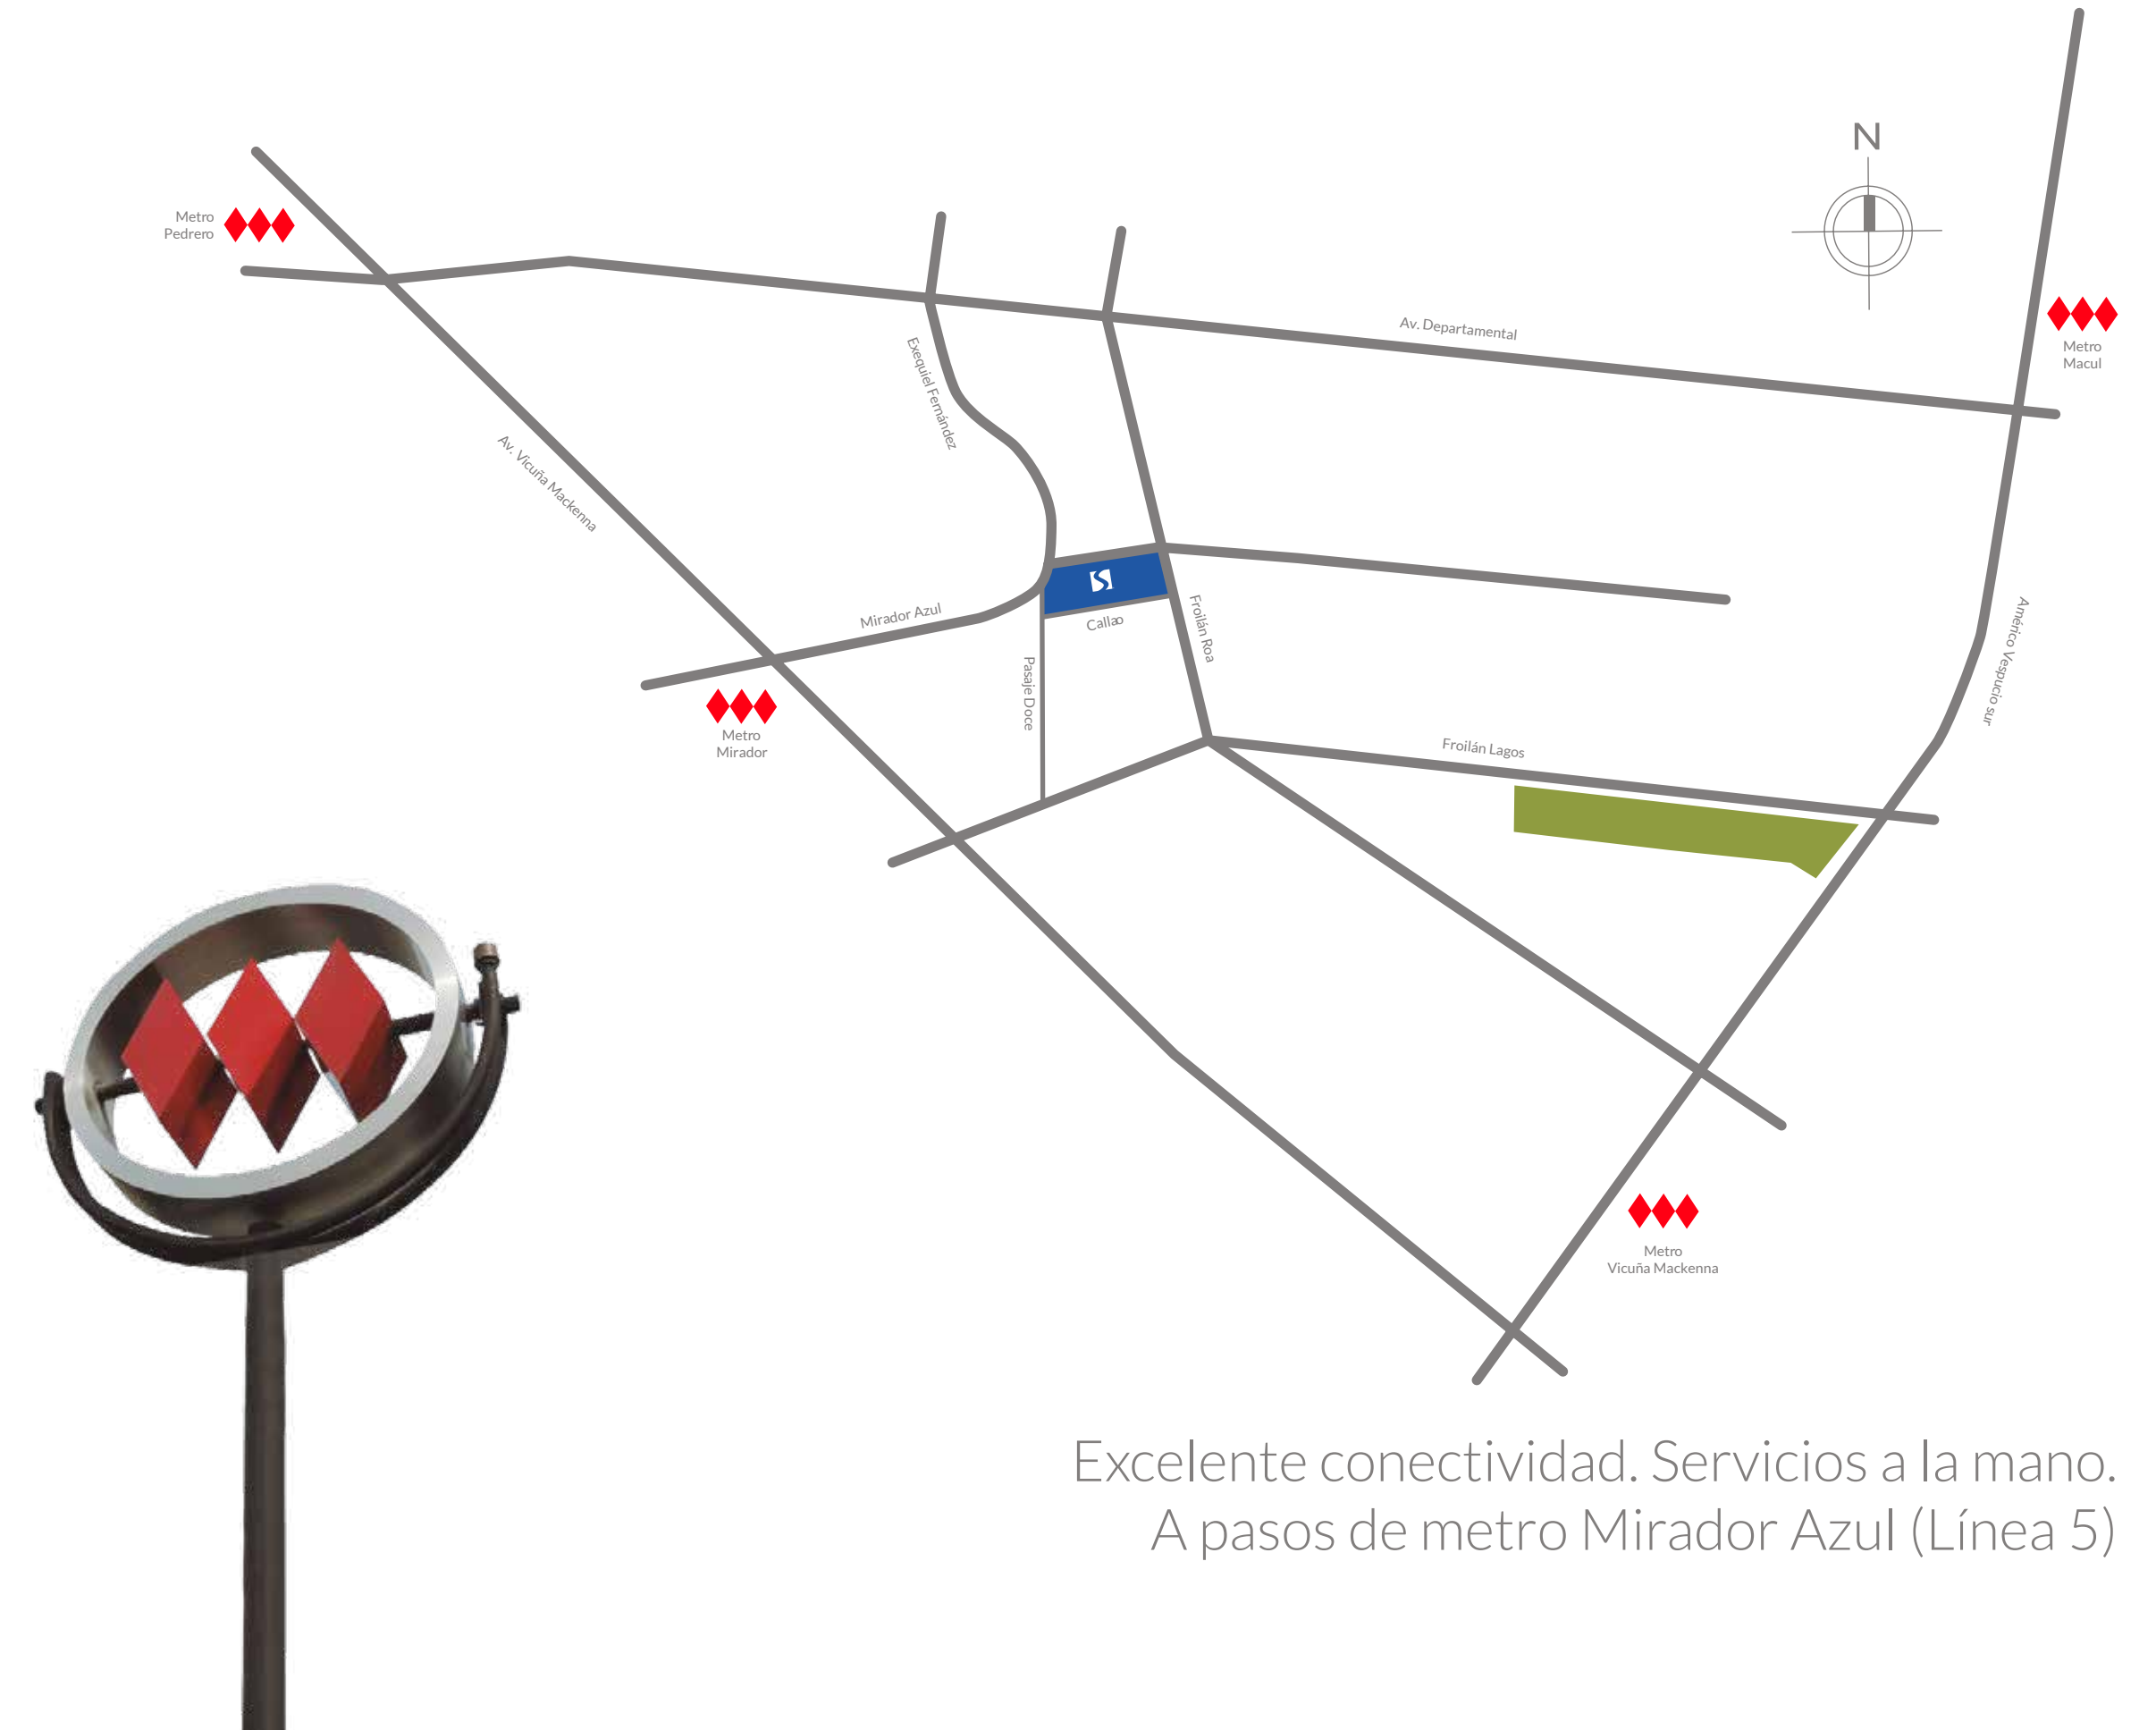 N
Metro
Pedrero
Av. Departamental
Metro
Macul
Exequiel Fernández
Av. Vicuña Mackenna
Mirador Azul
Callao
Froilán Roa
Américo Vespucio sur
Pasaje Doce
Metro
Mirador
Froilán Lagos
Metro
Vicuña Mackenna
Excelente conectividad. Servicios a la mano.
A pasos de metro Mirador Azul (Línea 5)